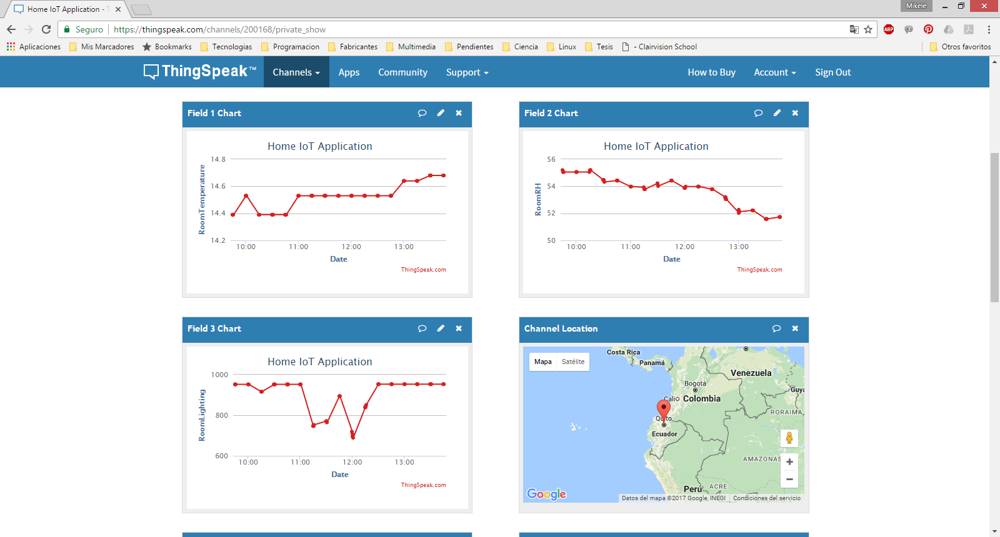 Home IoT Application - T
Mikele
Seguro https://thingspeak.com/channels/200168/private_show
ABP
Aplicaciones Mis Marcadores Bookmarks Tecnologias Programacion Fabricantes Multimedia Pendientes Ciencia Linux Tesis - Clairvision School Otros favoritos
ThingSpeak™ Channels Apps Community Support How to Buy Account Sign Out
Field 1 Chart
Home IoT Application
RoomTemperature
14.8
14.6
14.4
14.2
10:00 11:00 12:00 13:00
Date
ThingSpeak.com
Field 2 Chart
Home IoT Application
RoomRH
56
54
52
50
10:00 11:00 12:00 13:00
Date
ThingSpeak.com
Field 3 Chart
Home IoT Application
RoomLighting
1000
800
600
10:00 11:00 12:00 13:00
Date
ThingSpeak.com
Channel Location
Mapa Satélite
Costa Rica
Panamá
Venezuela
Bogotá
Guya
Calio Colombia
RORAIMA
Quito
Ecuador
AMAZONAS
Perú ACRE
Google
Datos del mapa ©2017 Google, INEGI Condiciones del servicio